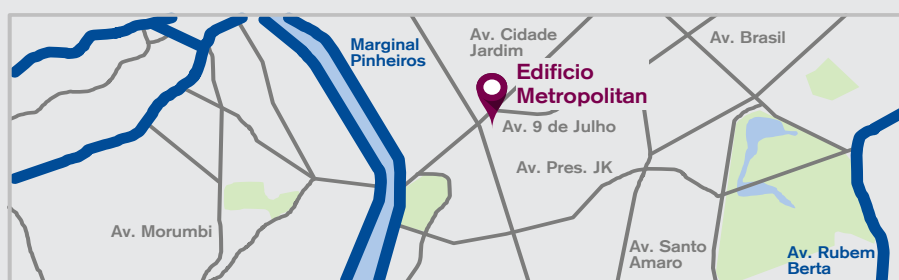 Av. Cidade
Jardim
Av. Brasil
Marginal
Pinheiros
Edificio
Metropolitan
Av. 9 de Julho
Av. Pres. JK
Av. Morumbi
Av. Santo
Amaro
Av. Rubem
Berta